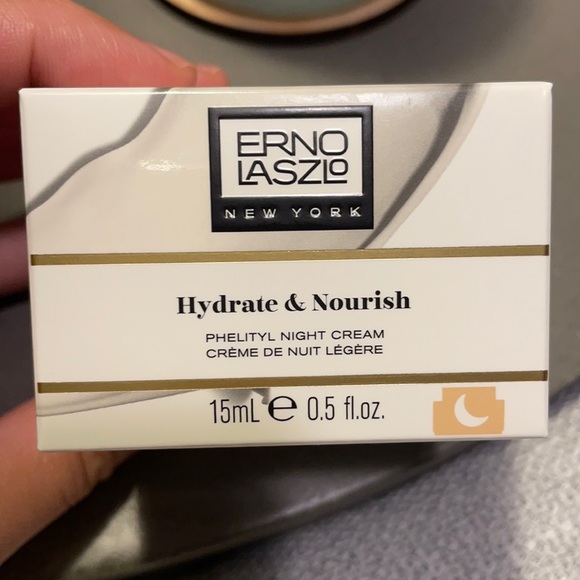 ERNO
LASZLO
NEW YORK
Hydrate & Nourish
PHELITYL NIGHT CREAM
CRÈME DE NUIT LÉGÈRE
15mL ℮ 0.5 fl.oz.